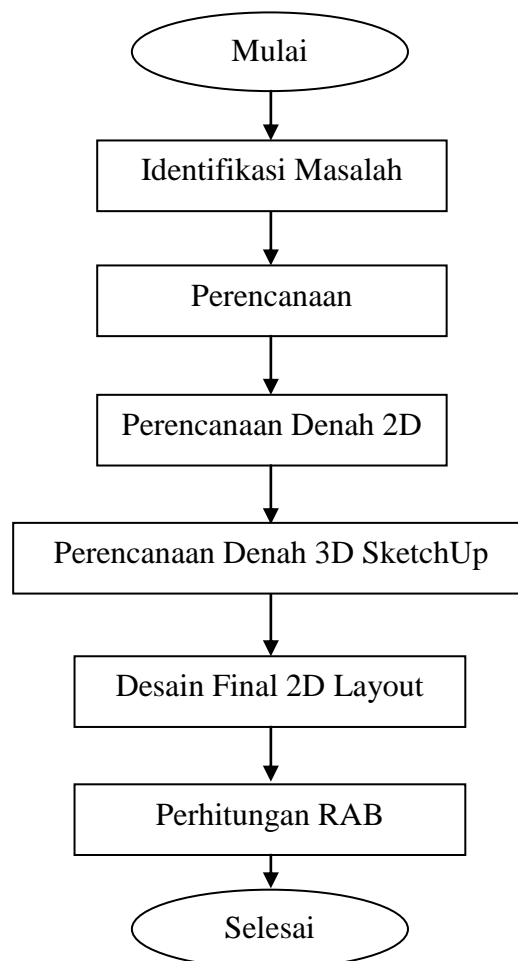 Mulai
Identifikasi Masalah
Perencanaan
Perencanaan Denah 2D
Perencanaan Denah 3D SketchUp
Desain Final 2D Layout
Perhitungan RAB
Selesai